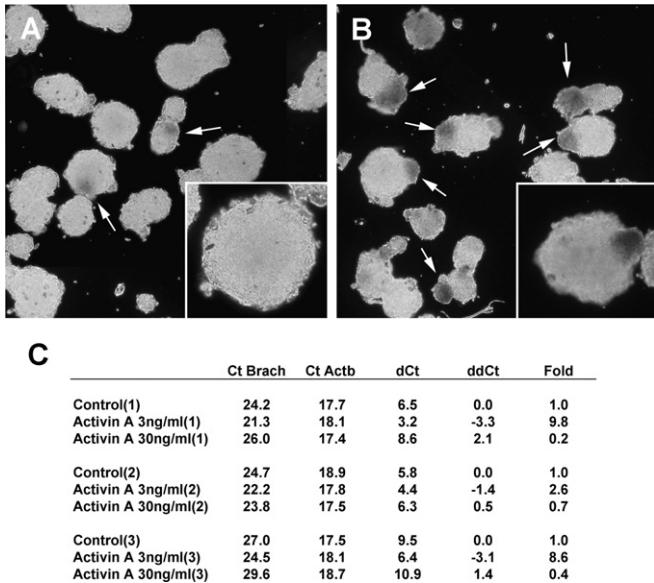 A
B
C
Ct Brach Ct Actb dCt ddCt Fold
Control(1) 24.2 17.7 6.5 0.0 1.0
Activin A 3ng/ml(1) 21.3 18.1 3.2 -3.3 9.8
Activin A 30ng/ml(1) 26.0 17.4 8.6 2.1 0.2
Control(2) 24.7 18.9 5.8 0.0 1.0
Activin A 3ng/ml(2) 22.2 17.8 4.4 -1.4 2.6
Activin A 30ng/ml(2) 23.8 17.5 6.3 0.5 0.7
Control(3) 27.0 17.5 9.5 0.0 1.0
Activin A 3ng/ml(3) 24.5 18.1 6.4 -3.1 8.6
Activin A 30ng/ml(3) 29.6 18.7 10.9 1.4 0.4